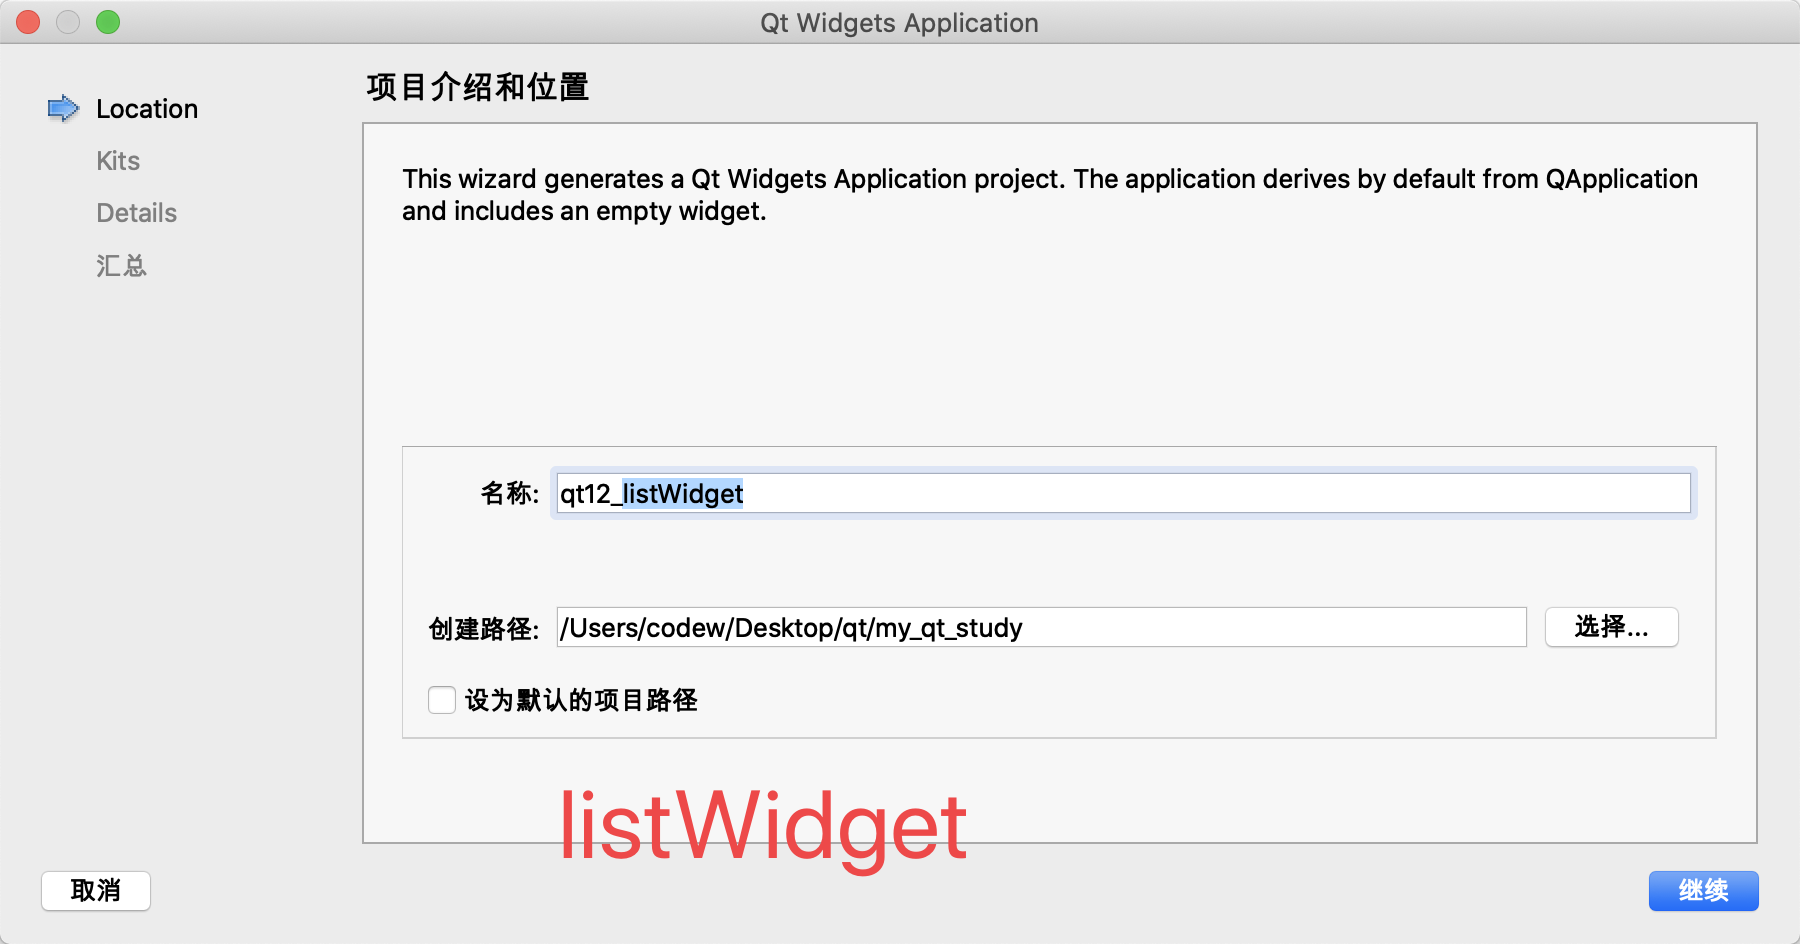 Qt Widgets Application
Location
Kits
Details
汇总
项目介绍和位置
This wizard generates a Qt Widgets Application project. The application derives by default from QApplication
and includes an empty widget.
名称: qt12_listWidget
创建路径: /Users/codew/Desktop/qt/my_qt_study 选择...
设为默认的项目路径
listWidget
取消 继续